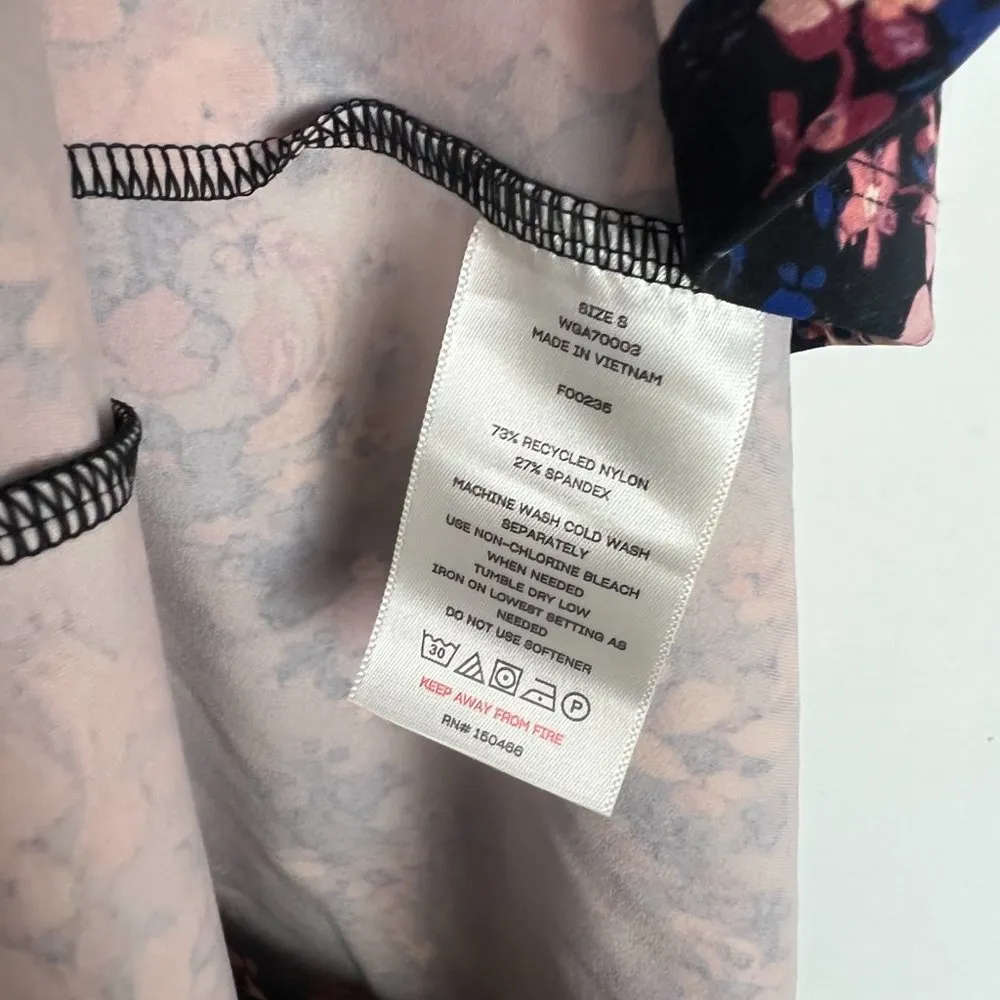 SIZE S
WGA70003
MADE IN VIETNAM
F00235
73% RECYCLED NYLON
27% SPANDEX
MACHINE WASH COLD WASH
SEPARATELY
USE NON-CHLORINE BLEACH
WHEN NEEDED
TUMBLE DRY LOW
IRON ON LOWEST SETTING AS
NEEDED
DO NOT USE SOFTENER
30
P
KEEP AWAY FROM FIRE
RN# 150466